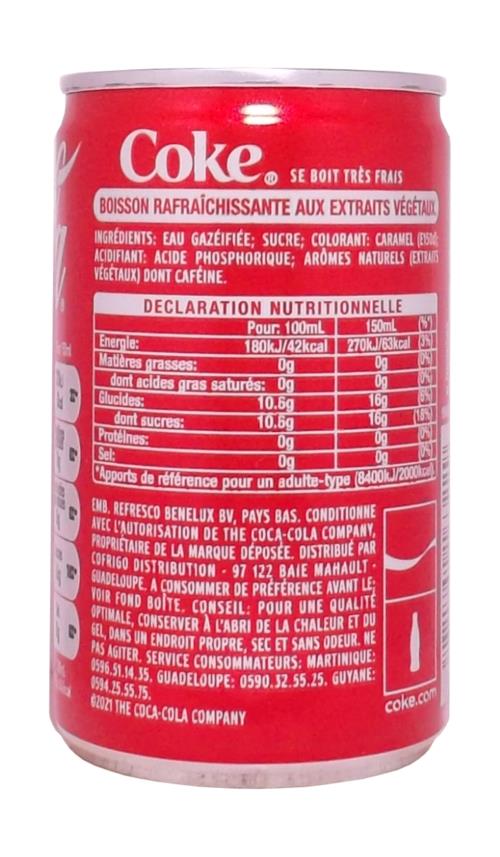 Coke® SE BOIT TRÈS FRAIS
BOISSON RAFRAÎCHISSANTE AUX EXTRAITS VÉGÉTAUX
INGRÉDIENTS: EAU GAZÉIFIÉE; SUCRE; COLORANT: CARAMEL (E150d);
ACIDIFIANT: ACIDE PHOSPHORIQUE; ARÔMES NATURELS (EXTRAITS
VÉGÉTAUX) DONT CAFÉINE.
DECLARATION NUTRITIONNELLE
Pour: 100mL 150mL (%*)
Energie: 180kJ/42kcal 270kJ/63kcal (3%)
Matières grasses: 0g 0g (0%)
dont acides gras saturés: 0g 0g (0%)
Glucides: 10.6g 16g (6%)
dont sucres: 10.6g 16g (18%)
Protéines: 0g 0g (0%)
Sel: 0g 0g (0%)
*Apports de référence pour un adulte-type (8400kJ/2000kcal).
EMB. REFRESCO BENELUX BV, PAYS BAS. CONDITIONNE
AVEC L'AUTORISATION DE THE COCA-COLA COMPANY,
PROPRIÉTAIRE DE LA MARQUE DÉPOSÉE. DISTRIBUÉ PAR
COFRIGO DISTRIBUTION - 97 122 BAIE MAHAULT -
GUADELOUPE. A CONSOMMER DE PRÉFÉRENCE AVANT LE:
VOIR FOND BOÎTE. CONSEIL: POUR UNE QUALITÉ
OPTIMALE, CONSERVER À L'ABRI DE LA CHALEUR ET DU
GEL, DANS UN ENDROIT PROPRE, SEC ET SANS ODEUR. NE
PAS AGITER. SERVICE CONSOMMATEURS: MARTINIQUE:
0596.51.14.35. GUADELOUPE: 0590.32.55.25. GUYANE:
0594.25.55.75.
©2021 THE COCA-COLA COMPANY
coke.com